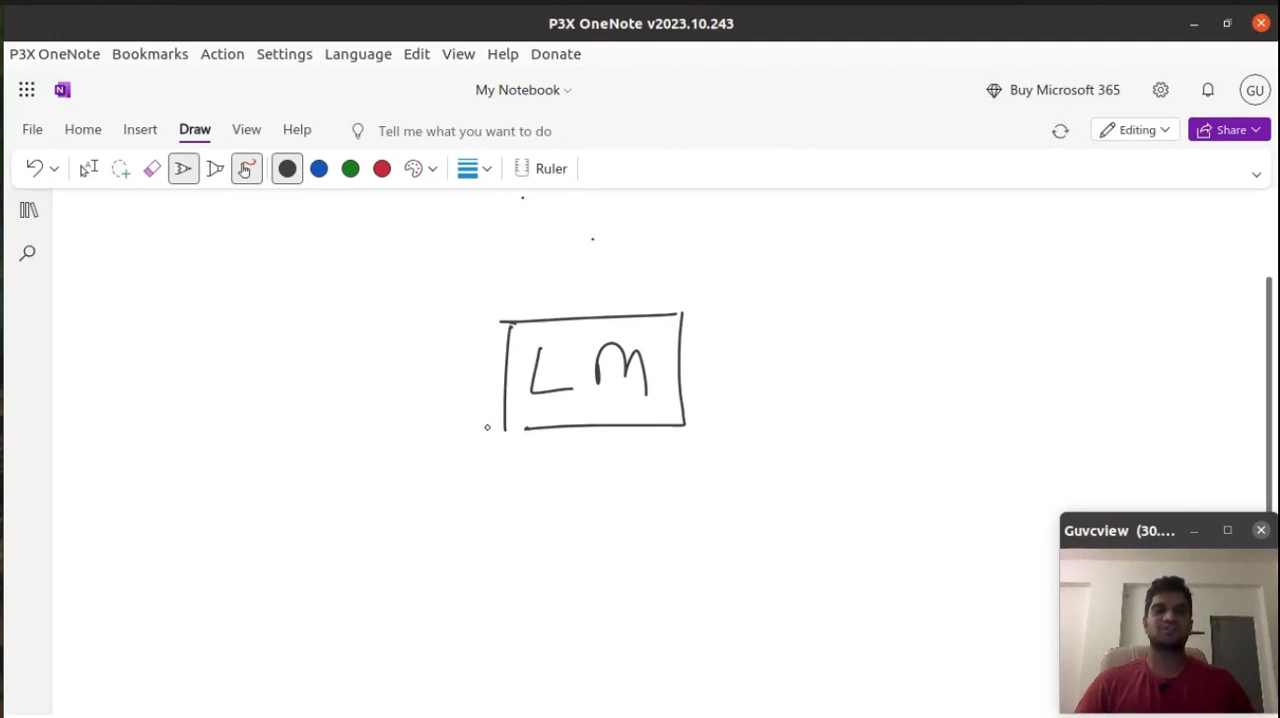 P3X OneNote v2023.10.243
P3X OneNote Bookmarks Action Settings Language Edit View Help Donate
N My Notebook Buy Microsoft 365 GU
File Home Insert Draw View Help Tell me what you want to do Editing Share
A Ruler
L M
Guvcview (30....